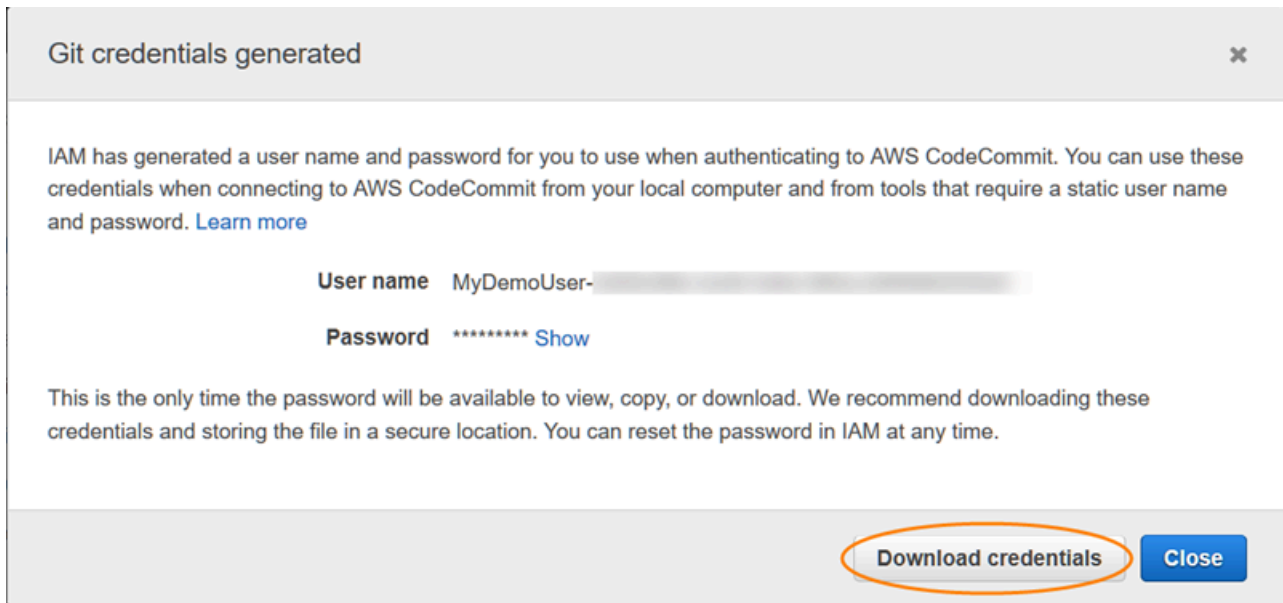 Git credentials generated
IAM has generated a user name and password for you to use when authenticating to AWS CodeCommit. You can use these
credentials when connecting to AWS CodeCommit from your local computer and from tools that require a static user name
and password. Learn more
User name MyDemoUser-
Password ********* Show
This is the only time the password will be available to view, copy, or download. We recommend downloading these
credentials and storing the file in a secure location. You can reset the password in IAM at any time.
Download credentials Close